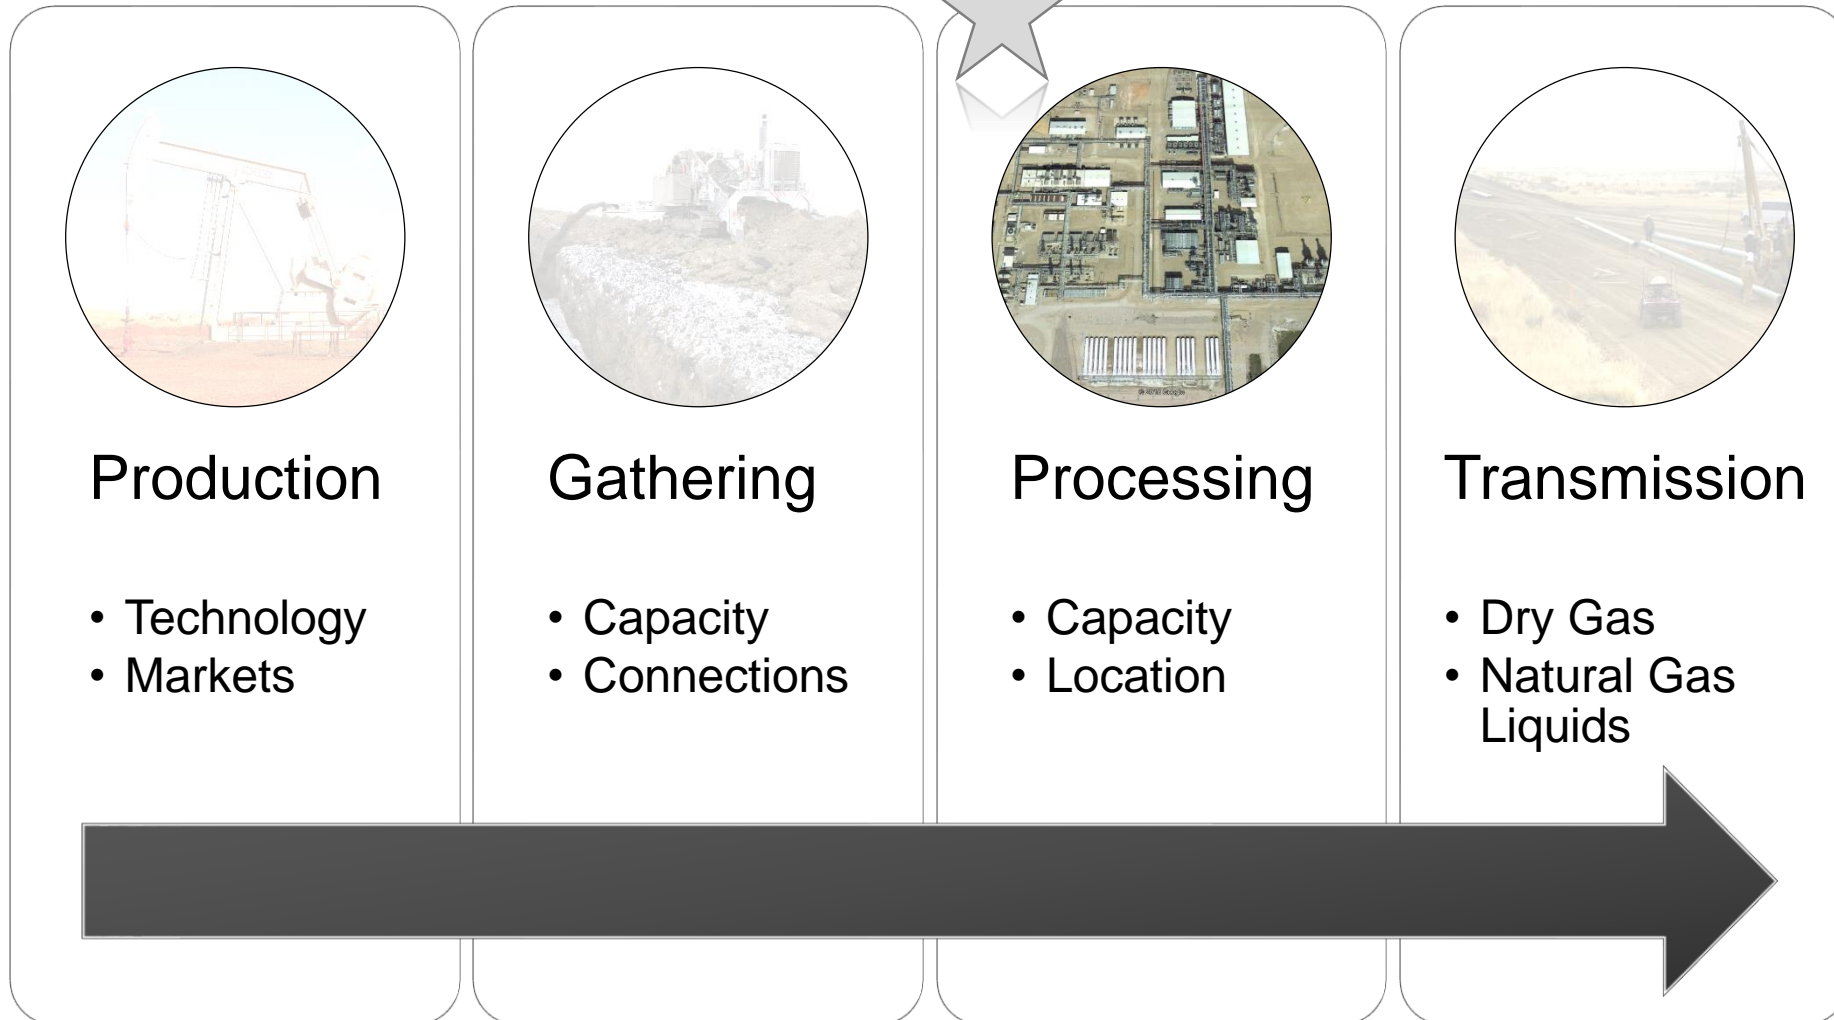 Production
• Technology
• Markets
Gathering
• Capacity
• Connections
Processing
• Capacity
• Location
Transmission
• Dry Gas
• Natural Gas
Liquids